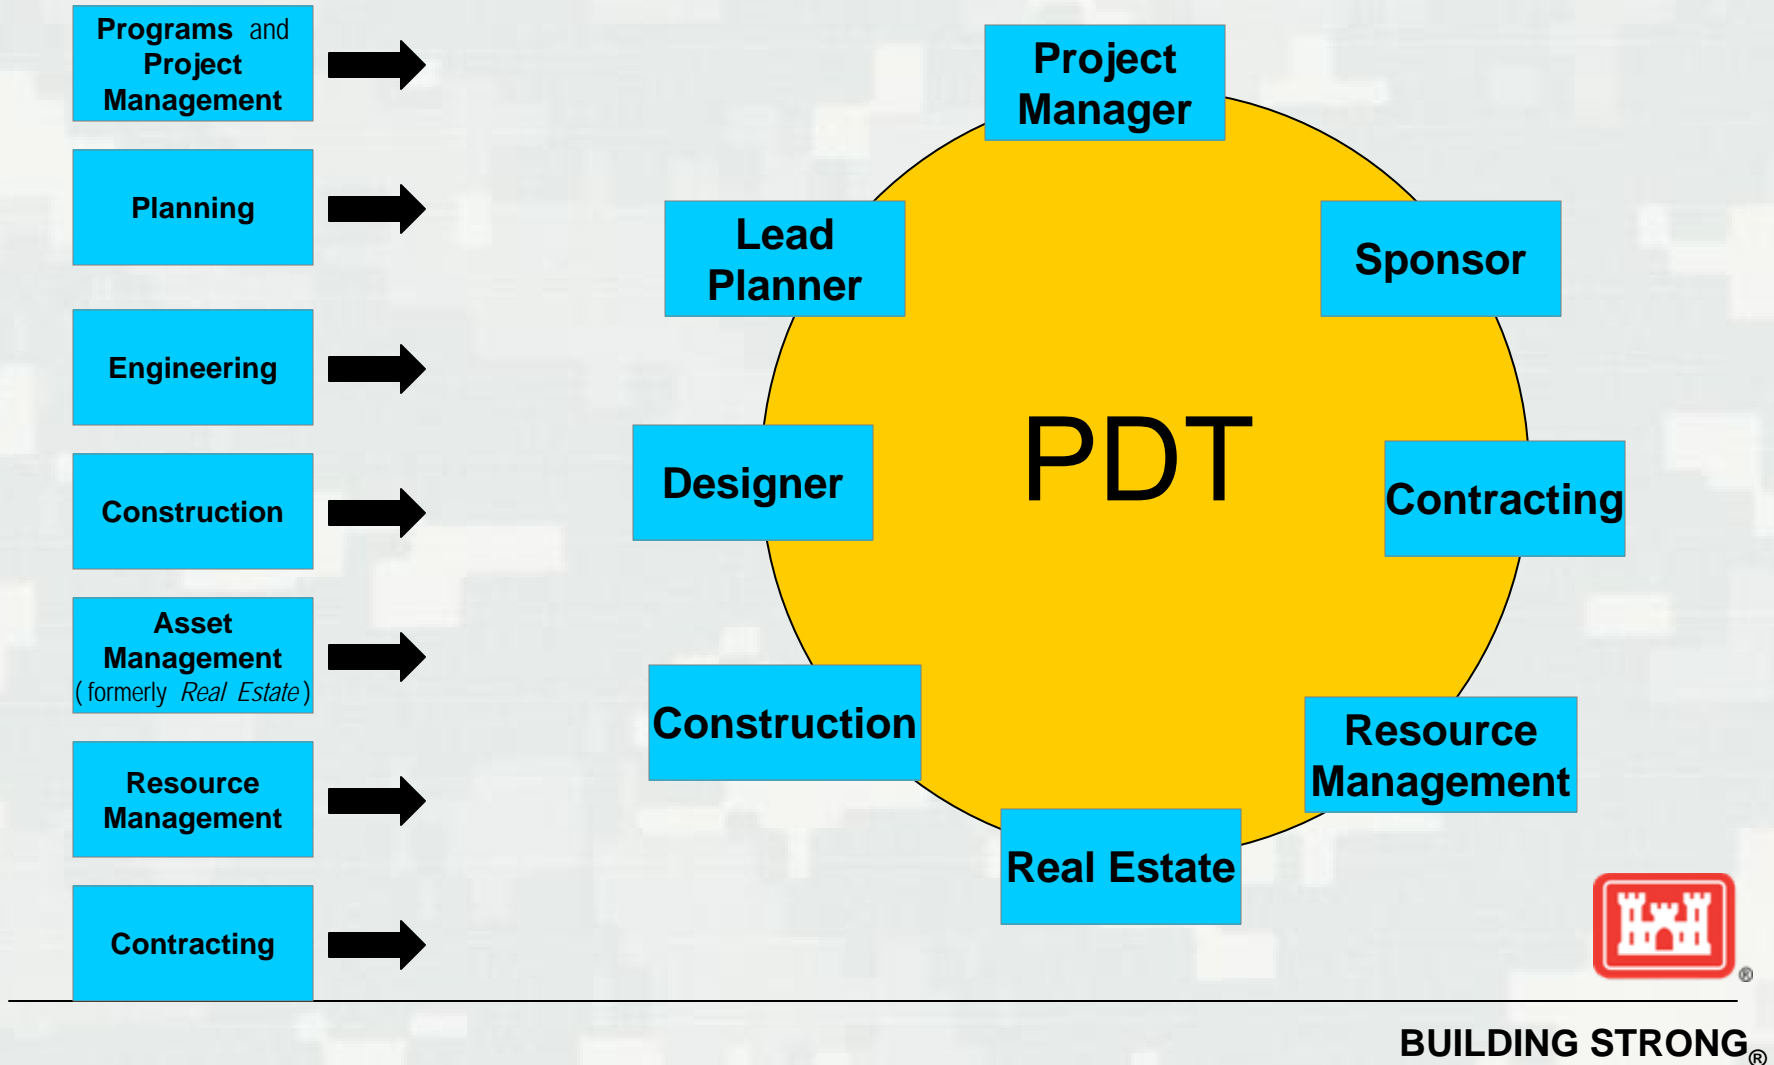 Programs and
Project
Management
Planning
Engineering
Construction
Asset
Management
(formerly Real Estate)
Resource
Management
Contracting
Project
Manager
Lead
Planner
Sponsor
Designer
PDT
Contracting
Construction
Resource
Management
Real Estate
®
BUILDING STRONG®